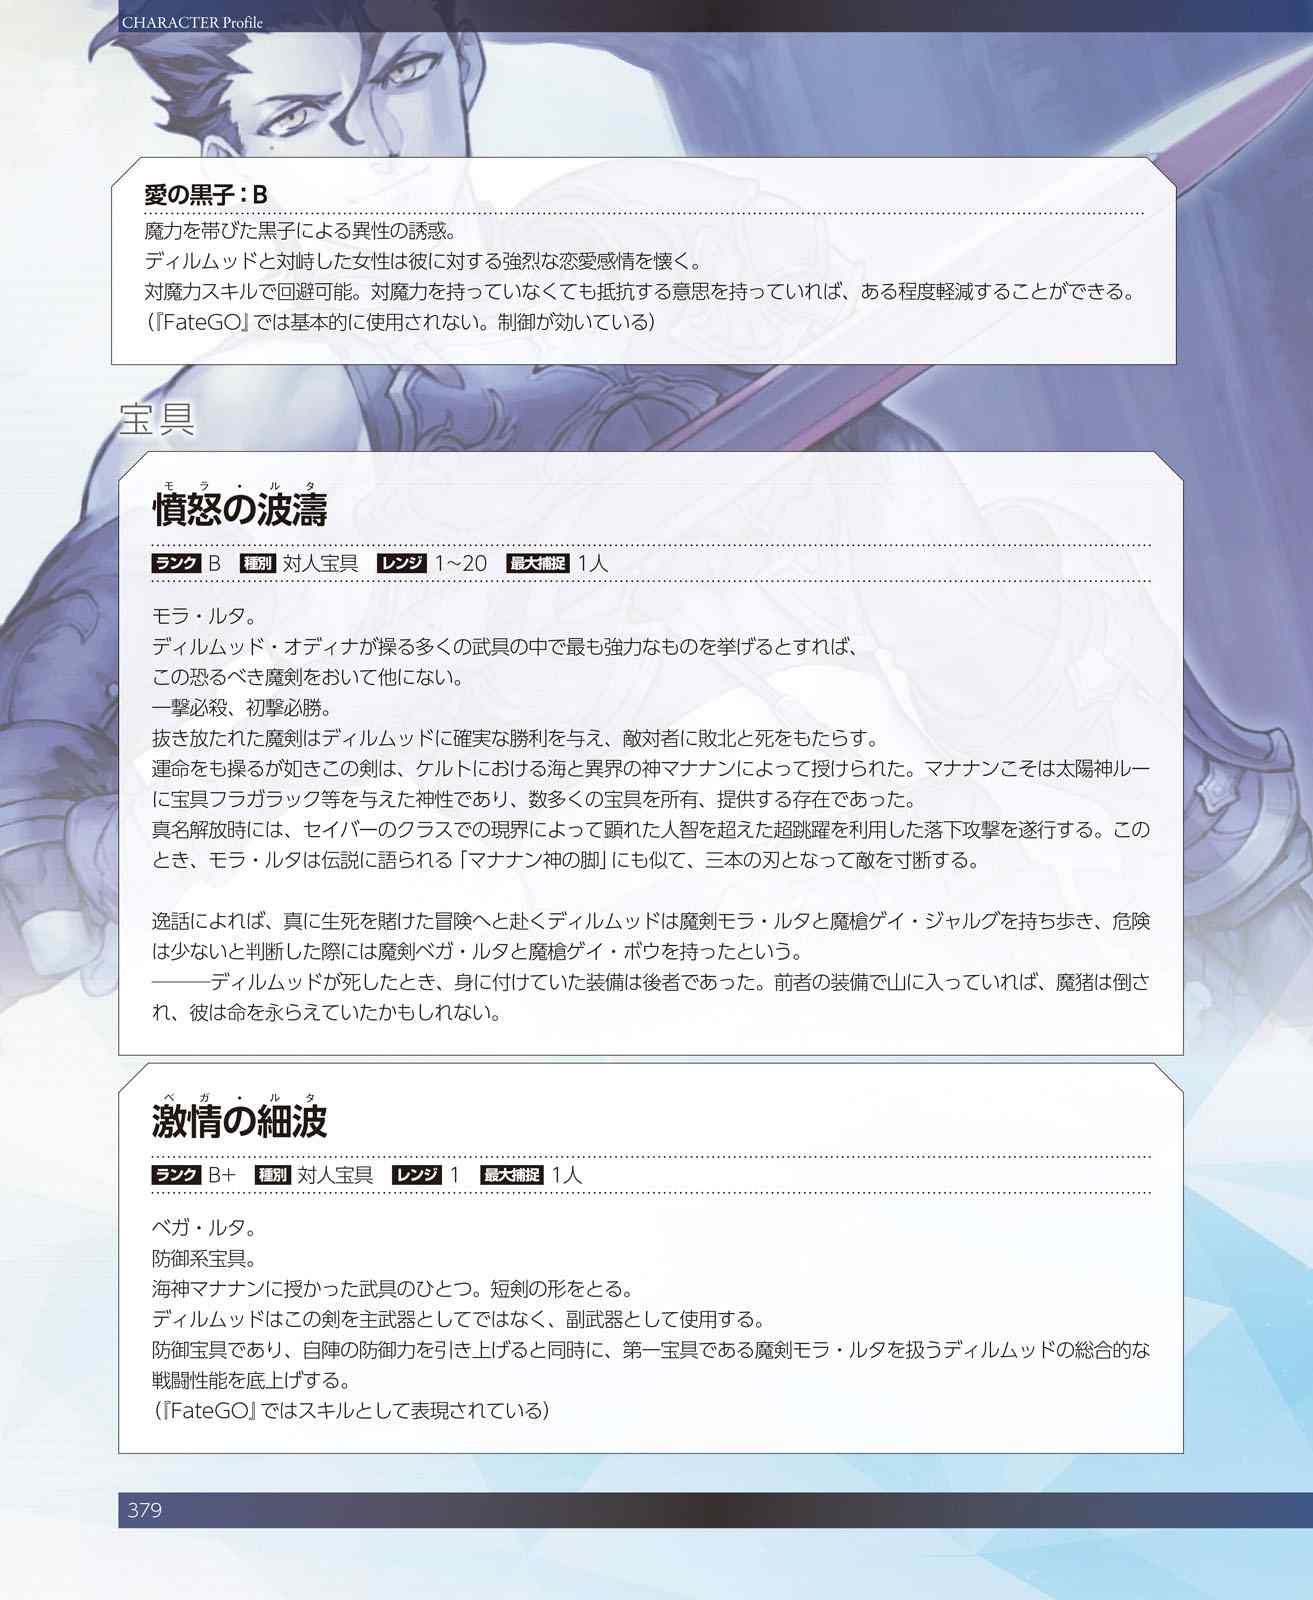 CHARACTER Profile
愛の黒子：B
魔力を帯びた黒子による異性の誘惑。
ディルムッドと対峙した女性は彼に対する強烈な恋愛感情を懐く。
対魔力スキルで回避可能。対魔力を持っていなくても抵抗する意思を持っていれば、ある程度軽減することができる。
（『FateGO』では基本的に使用されない。制御が効いている）
宝具
モラ・ルタ
憤怒の波濤
ランク B 種別 対人宝具 レンジ 1~20 最大捕捉 1人
モラ・ルタ。
ディルムッド・オディナが操る多くの武具の中で最も強力なものを挙げるとすれば、
この恐るべき魔剣をおいて他にない。
一撃必殺、初撃必勝。
抜き放たれた魔剣はディルムッドに確実な勝利を与え、敵対者に敗北と死をもたらす。
運命をも操るが如きこの剣は、ケルトにおける海と異界の神マナナンによって授けられた。マナナンこそは太陽神ルー
に宝具フラガラック等を与えた神性であり、数多くの宝具を所有、提供する存在であった。
真名解放時には、セイバーのクラスでの現界によって顕れた人智を超えた超跳躍を利用した落下攻撃を遂行する。この
とき、モラ・ルタは伝説に語られる「マナナン神の脚」にも似て、三本の刃となって敵を寸断する。
逸話によれば、真に生死を賭けた冒険へと赴くディルムッドは魔剣モラ・ルタと魔槍ゲイ・ジャルグを持ち歩き、危険
は少ないと判断した際には魔剣ベガ・ルタと魔槍ゲイ・ボウを持ったという。
———ディルムッドが死したとき、身に付けていた装備は後者であった。前者の装備で山に入っていれば、魔猪は倒さ
れ、彼は命を永らえていたかもしれない。
ベガ・ルタ
激情の細波
ランク B+ 種別 対人宝具 レンジ 1 最大捕捉 1人
ベガ・ルタ。
防御系宝具。
海神マナナンに授かった武具のひとつ。短剣の形をとる。
ディルムッドはこの剣を主武器としてではなく、副武器として使用する。
防御宝具であり、自陣の防御力を引き上げると同時に、第一宝具である魔剣モラ・ルタを扱うディルムッドの総合的な
戦闘性能を底上げする。
（『FateGO』ではスキルとして表現されている）
379